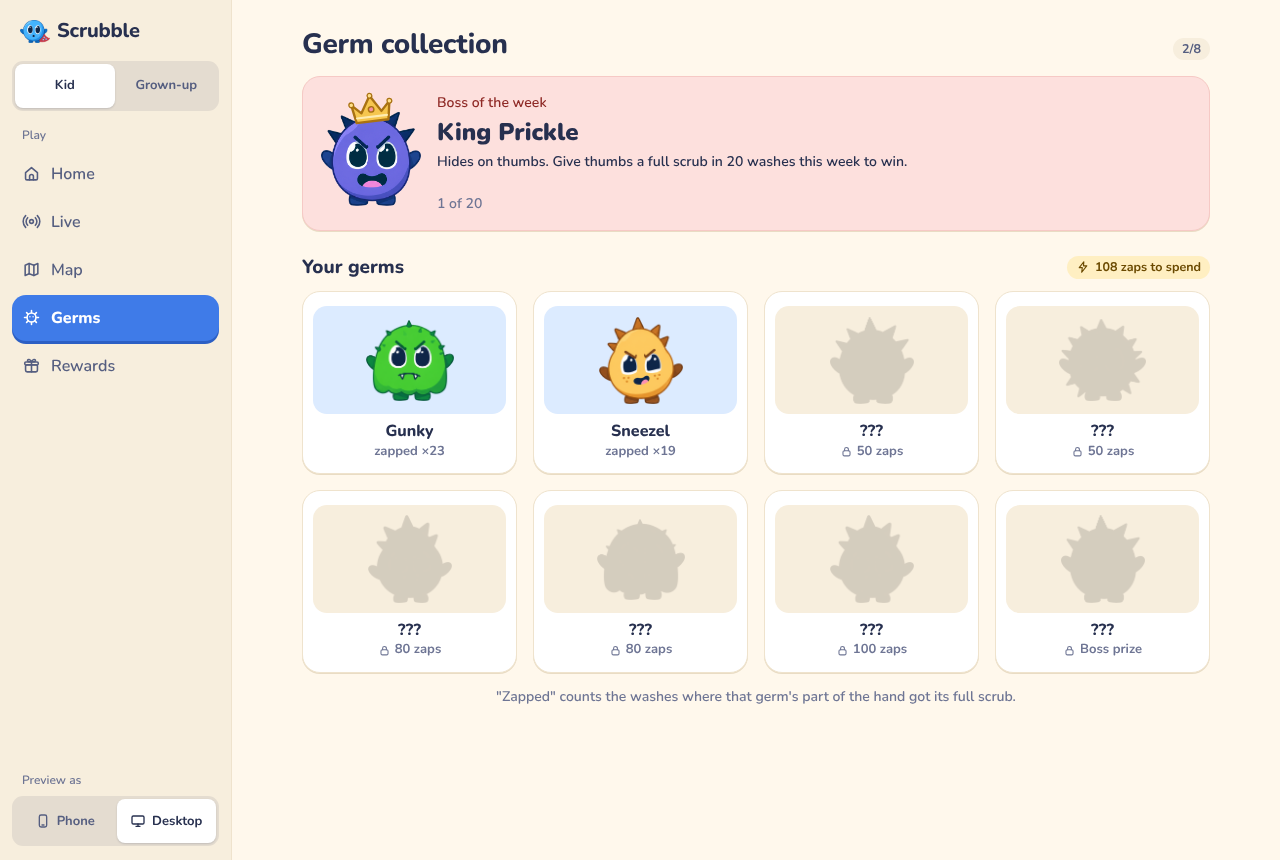 Scrubble
Kid
Grown-up
Play
Home
Live
Map
Germs
Rewards
Preview as
Phone
Desktop
Germ collection
2/8
Boss of the week
King Prickle
Hides on thumbs. Give thumbs a full scrub in 20 washes this week to win.
1 of 20
Your germs
108 zaps to spend
Gunky
zapped ×23
Sneezel
zapped ×19
???
50 zaps
???
50 zaps
???
80 zaps
???
80 zaps
???
100 zaps
???
Boss prize
"Zapped" counts the washes where that germ's part of the hand got its full scrub.